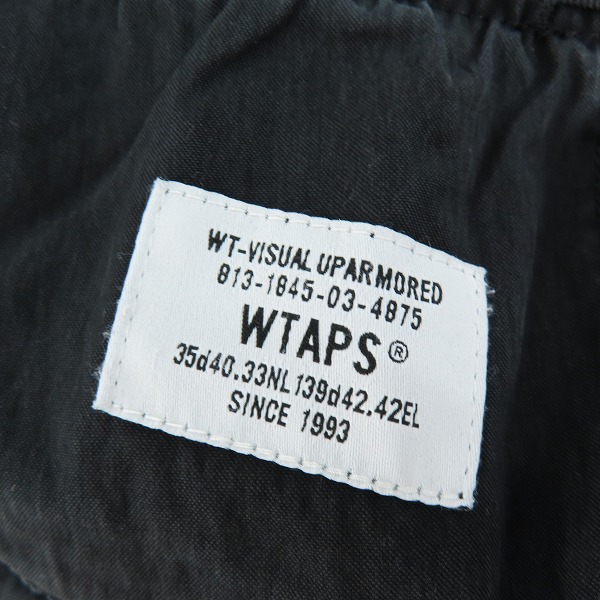 WT-VISUAL UPARMORED
813-1845-03-4875
WTAPS®
35d40.33NL139d42.42EL
SINCE 1993